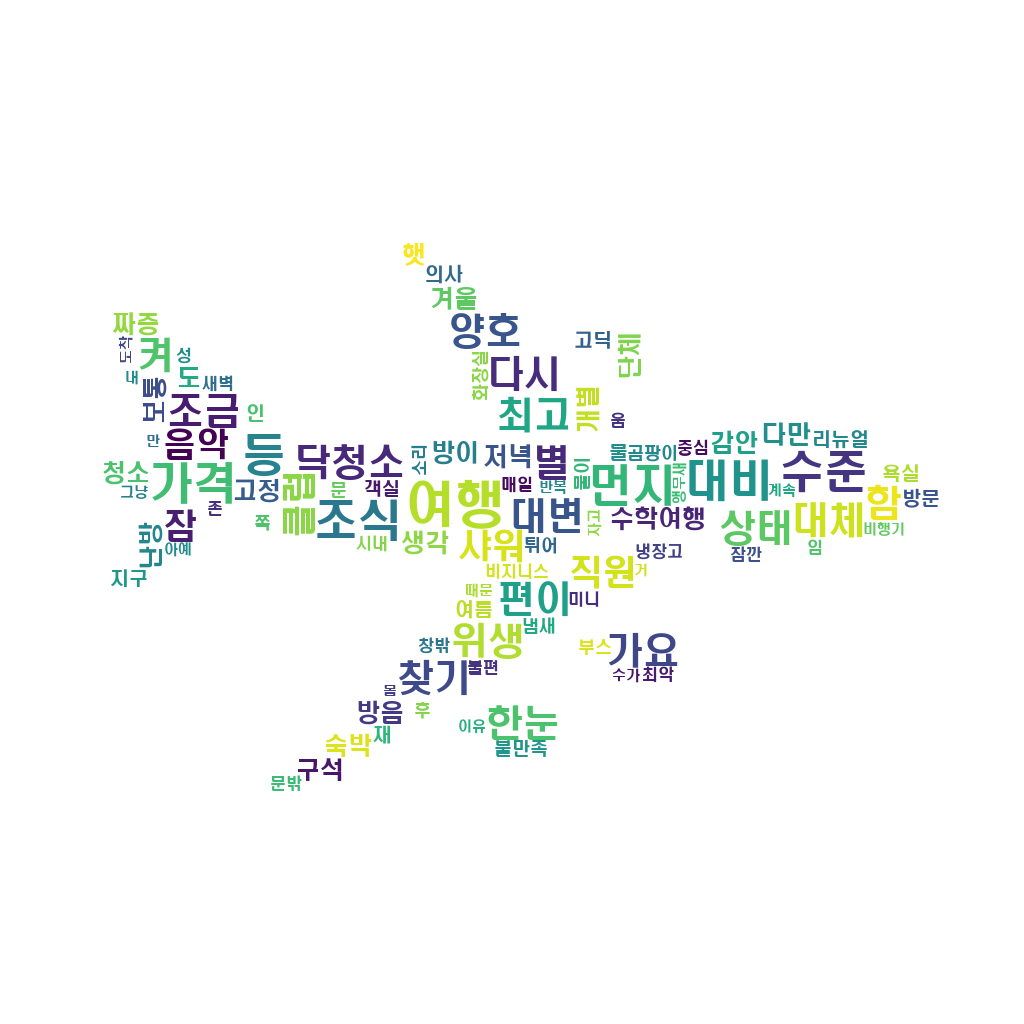 햇
의사
겨울
양호
짜증
고딕
단체
도착
켜
성
화장실
다시
내
도
새벽
보통
조금
개별
최고
인
움
만
음악
등
닥청소
소리
방이
저녁
별
물곰팡이
중심
감안
다만
리뉴얼
청소
가격
그냥
고정
클럽
문
객실
여행
매일
반복
물이
먼지
대비
수준
계속
욕실
함
방문
잠
존
쪽
조식
대변
수학여행
상태
대체
비행기
자고
난방
아예
시내
생각
샤워
튀어
냉장고
잠깐
임
지구
비지니스
직원
거
때문
여름
편이
미니
냄새
위생
창밖
부스
가요
찾기
불편
수가
최악
몸
방음
후
한눈
이유
숙박
재
불만족
구석
문밖